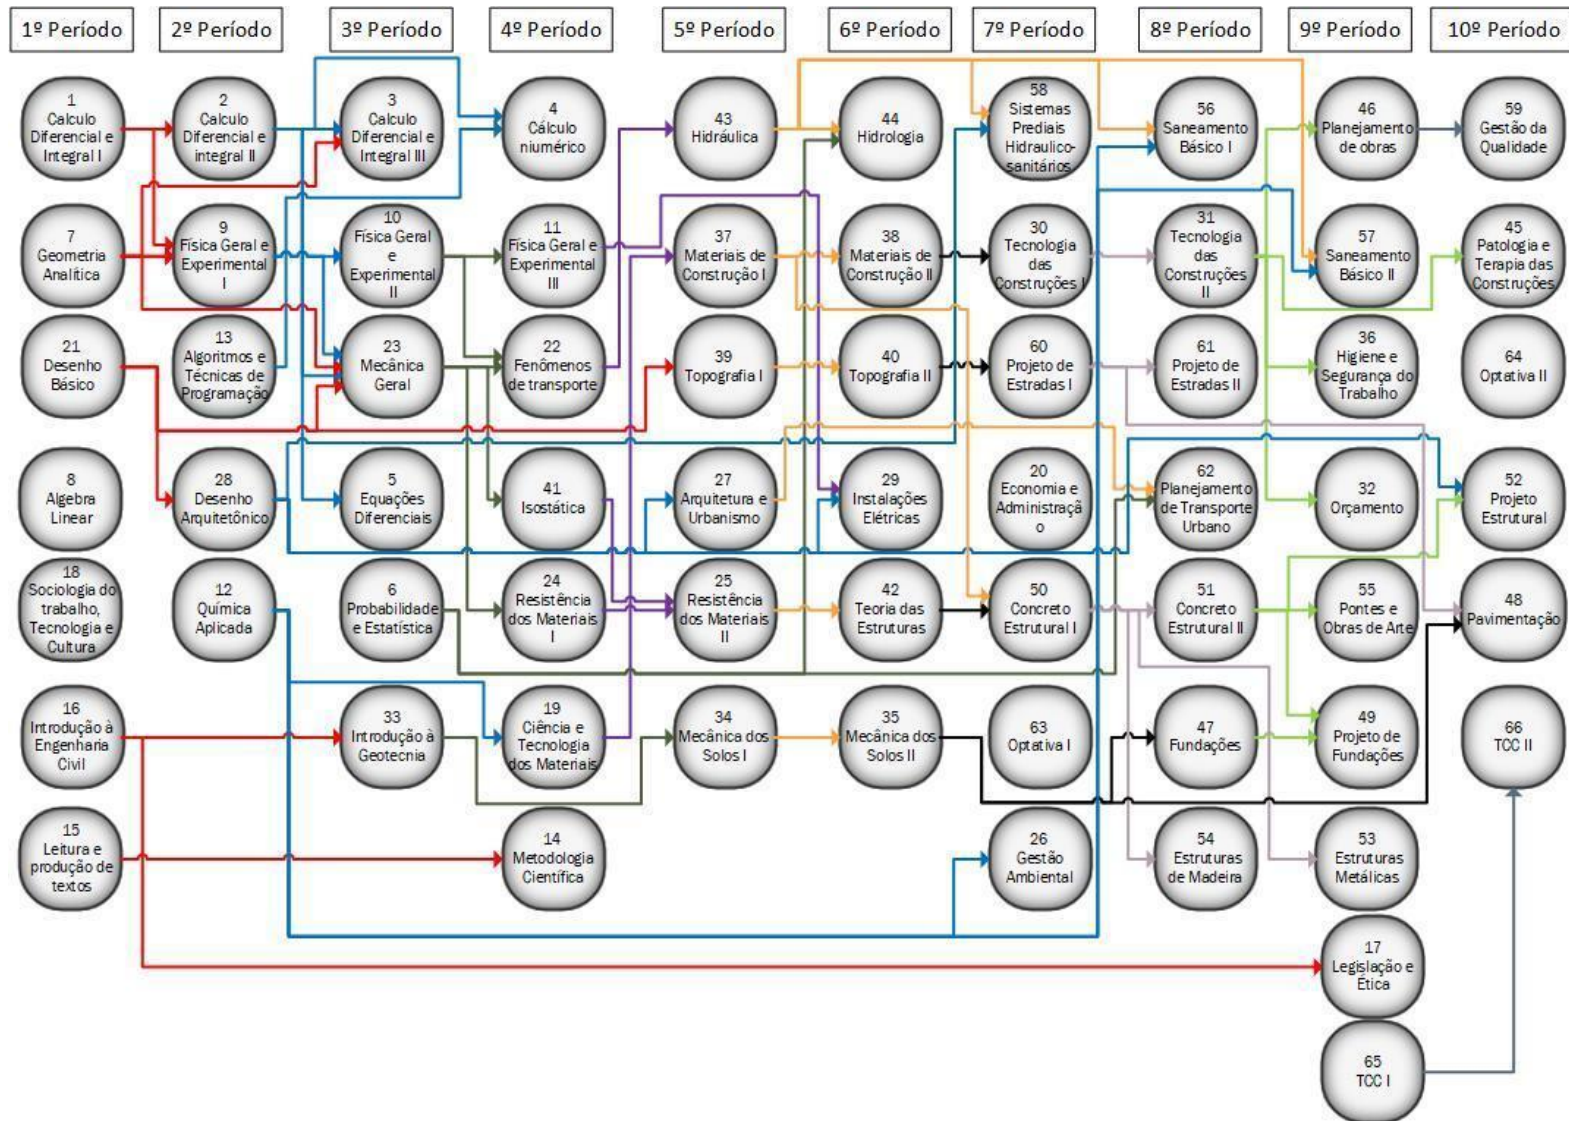 1º Período
2º Período
3º Período
4º Período
5º Período
6º Período
7º Período
8º Período
9º Período
10º Período
1
Calculo
Diferencial e
Integral I
2
Calculo
Diferencial e
integral II
3
Calculo
Diferencial e
Integral III
4
Cálculo
niumérico
43
Hidráulica
44
Hidrologia
58
Sistemas
Prediais
Hidraulico-
sanitários
56
Saneamento
Básico I
46
Planejamento
de obras
59
Gestão da
Qualidade
7
Geometria
Analítica
9
Física Geral e
Experimental
I
10
Física Geral
e
Experimental
II
11
Física Geral e
Experimental
III
37
Materiais de
Construção I
38
Materiais de
Construção II
30
Tecnologia
das
Construções I
31
Tecnologia
das
Construções
II
57
Saneamento
Básico II
45
Patologia e
Terapia das
Construções
21
Desenho
Básico
13
Algoritmos e
Técnicas de
Programação
23
Mecânica
Geral
22
Fenômenos
de transporte
39
Topografia I
40
Topografia II
60
Projeto de
Estradas I
61
Projeto de
Estradas II
36
Higiene e
Segurança do
Trabalho
64
Optativa II
8
Algebra
Linear
28
Desenho
Arquitetônico
5
Equações
Diferenciais
41
Isostática
27
Arquitetura e
Urbanismo
29
Instalações
Elétricas
20
Economia e
Administraçã
o
62
Planejamento
de Transporte
Urbano
32
Orçamento
52
Projeto
Estrutural
18
Sociologia do
trabalho,
Tecnologia e
Cultura
12
Química
Aplicada
6
Probabilidade
e Estatística
24
Resistência
dos Materiais
I
25
Resistência
dos Materiais
II
42
Teoria das
Estruturas
50
Concreto
Estrutural I
51
Concreto
Estrutural II
55
Pontes e
Obras de Arte
48
Pavimentação
16
Introdução à
Engenharia
Civil
33
Introdução à
Geotecnia
19
Ciência e
Tecnologia
dos Materiais
34
Mecânica dos
Solos I
35
Mecânica dos
Solos II
63
Optativa I
47
Fundações
49
Projeto de
Fundações
66
TCC II
15
Leitura e
produção de
textos
14
Metodologia
Científica
26
Gestão
Ambiental
54
Estruturas
de Madeira
53
Estruturas
Metálicas
17
Legislação e
Ética
65
TCC I